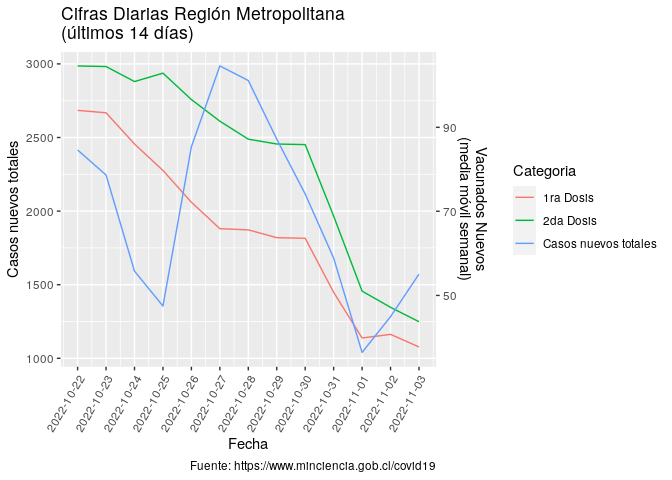 Cifras Diarias Región Metropolitana
(últimos 14 días)
Casos nuevos totales
3000
2500
2000
1500
1000
90
70
50
Vacunados Nuevos
(media móvil semanal)
Categoria
1ra Dosis
2da Dosis
Casos nuevos totales
2022-10-22
2022-10-23
2022-10-24
2022-10-25
2022-10-26
2022-10-27
2022-10-28
2022-10-29
2022-10-30
2022-10-31
2022-11-01
2022-11-02
2022-11-03
Fecha
Fuente: https://www.minciencia.gob.cl/covid19